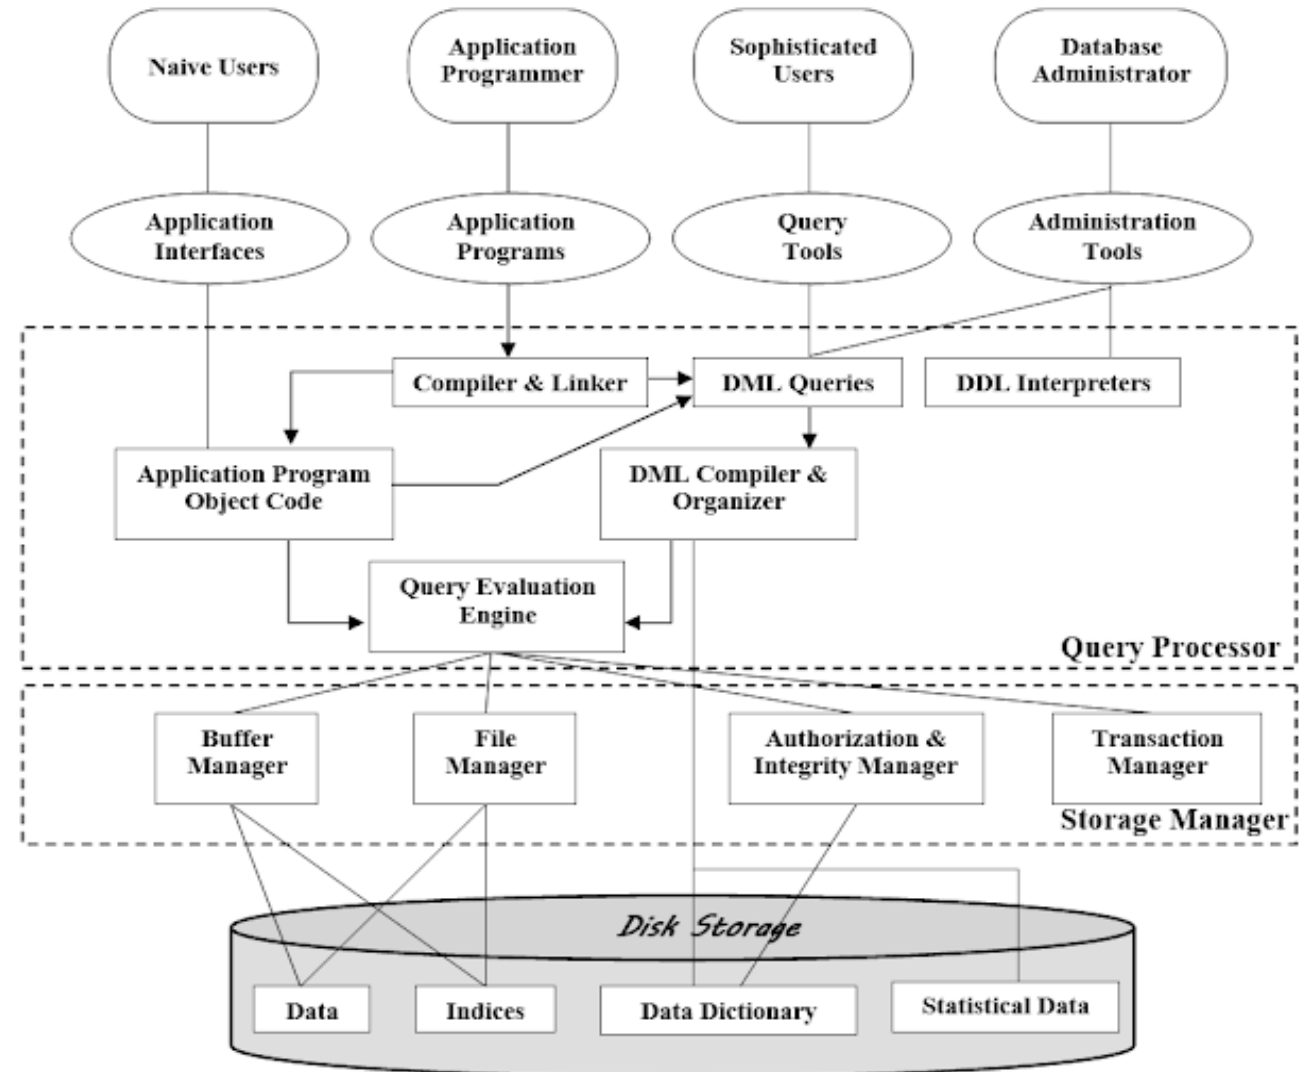 Naive Users
Application
Programmer
Sophisticated
Users
Database
Administrator
Application
Interfaces
Application
Programs
Query
Tools
Administration
Tools
Compiler & Linker
DML Queries
DDL Interpreters
Application Program
Object Code
DML Compiler &
Organizer
Query Evaluation
Engine
Query Processor
Buffer
Manager
File
Manager
Authorization &
Integrity Manager
Transaction
Manager
Storage Manager
Disk Storage
Data
Indices
Data Dictionary
Statistical Data